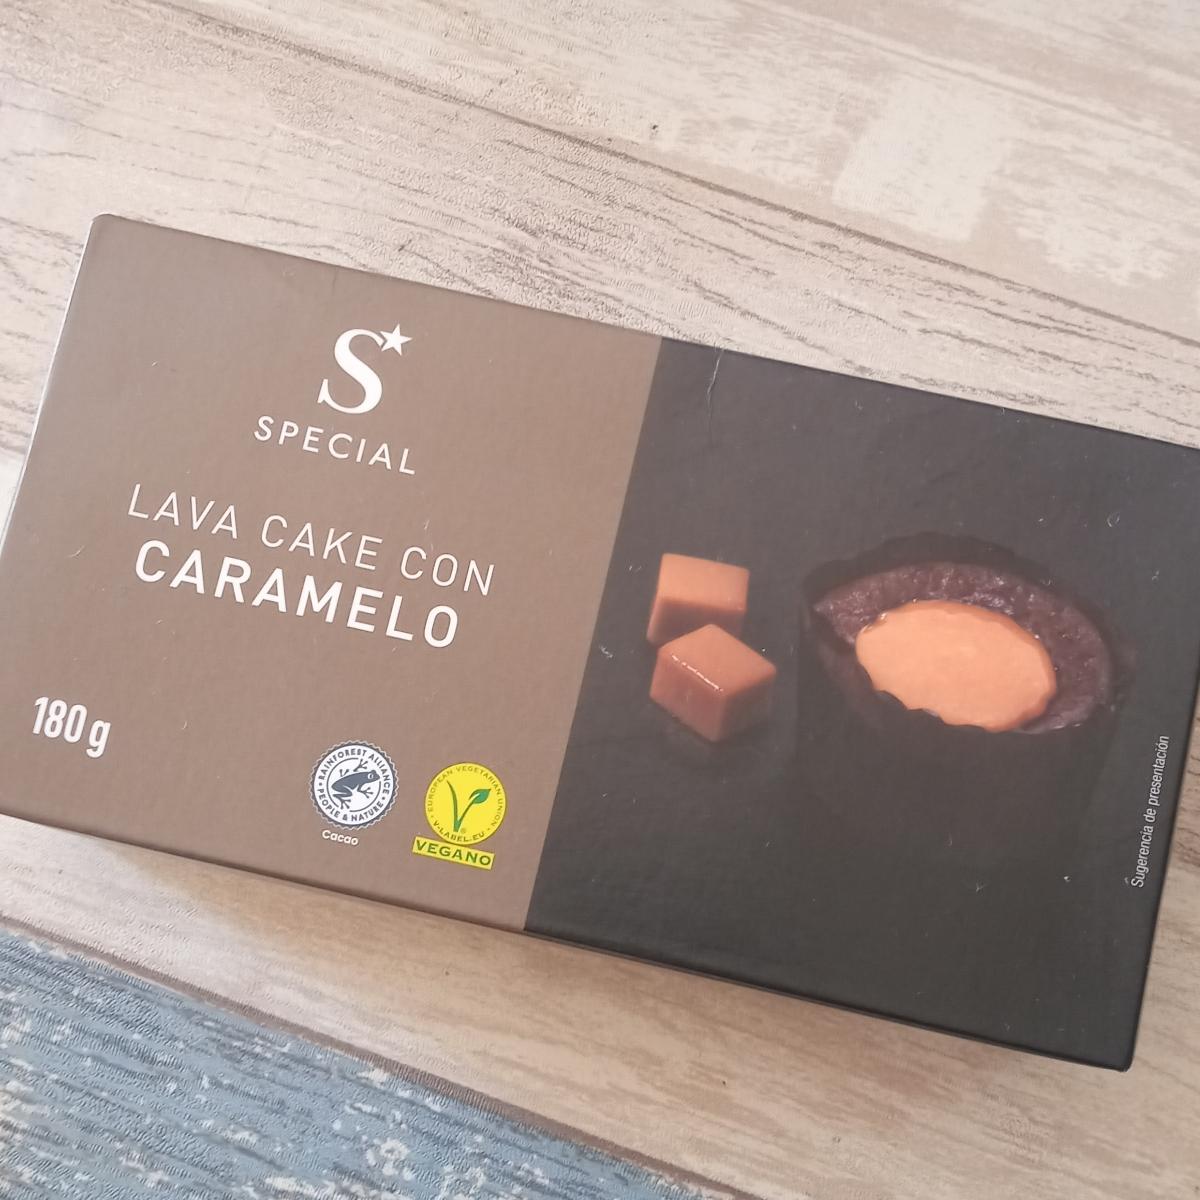 S
SPECIAL
LAVA CAKE CON
CARAMELO
180 g
RAINFOREST ALLIANCE
PEOPLE & NATURE
Cacao
EUROPEAN VEGETARIAN UNION
V-LABEL.EU
®
VEGANO
Sugerencia de presentación